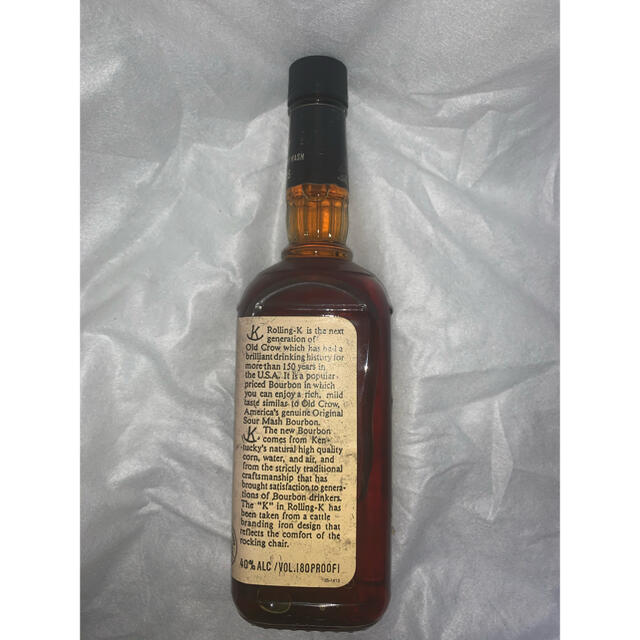 MASH
K Rolling-K is the next
generation of
Old Crow which has had a
brilliant drinking history for
more than 150 years in
the U.S.A. It is a popular-
priced Bourbon in which
you can enjoy a rich, mild
taste similar to Old Crow,
America's genuine Original
Sour Mash Bourbon.
K The new Bourbon
comes from Ken-
tucky's natural high quality
corn, water, and air, and
from the strictly traditional
craftsmanship that has
brought satisfaction to genera-
tions of Bourbon drinkers.
The "K" in Rolling-K has
been taken from a cattle
branding iron design that
reflects the comfort of the
rocking chair.
40% ALC /VOL.(80PROOF)